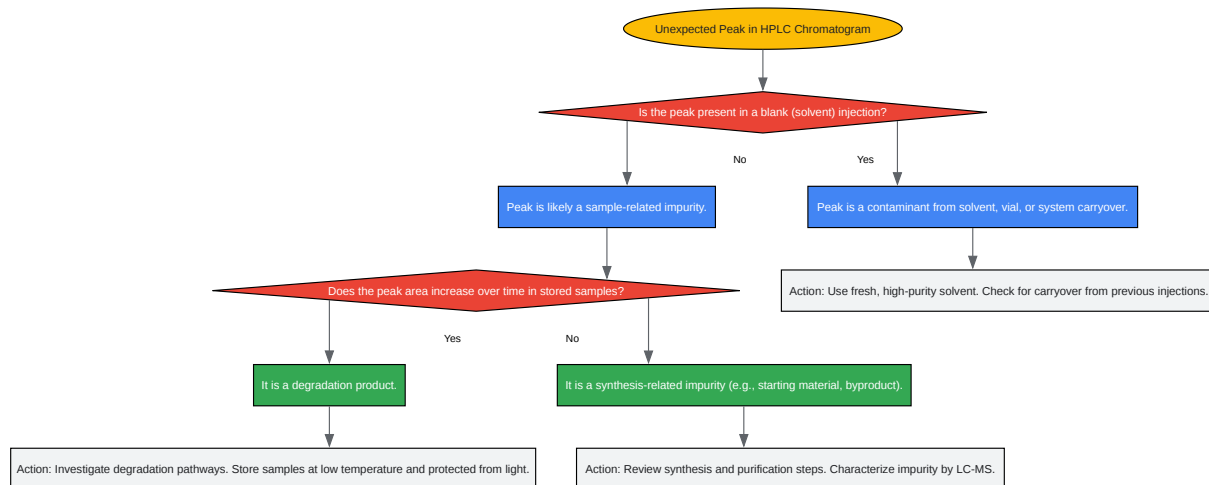 Unexpected Peak in HPLC Chromatogram
Is the peak present in a blank (solvent) injection?
No
Yes
Peak is likely a sample-related impurity.
Peak is a contaminant from solvent, vial, or system carryover.
Does the peak area increase over time in stored samples?
Action: Use fresh, high-purity solvent. Check for carryover from previous injections.
Yes
No
It is a degradation product.
It is a synthesis-related impurity (e.g., starting material, byproduct).
Action: Investigate degradation pathways. Store samples at low temperature and protected from light.
Action: Review synthesis and purification steps. Characterize impurity by LC-MS.